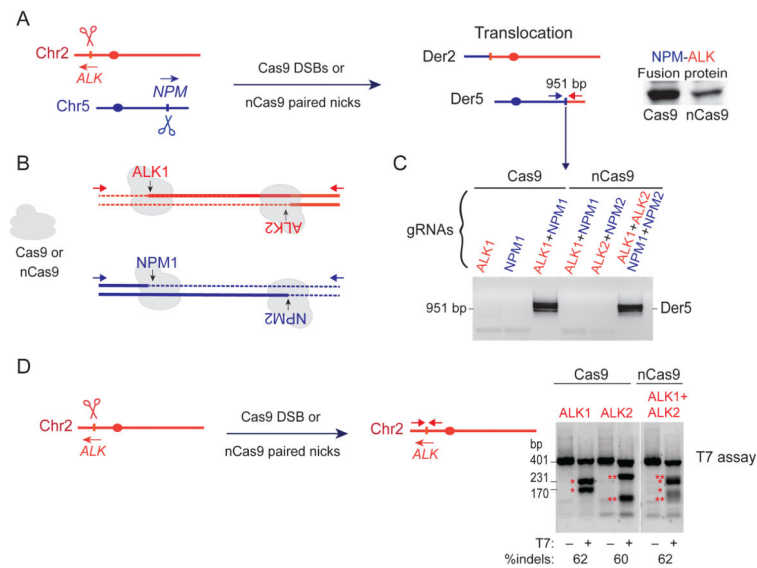 A
Chr2
ALK
NPM
Chr5
Cas9 DSBs or
nCas9 paired nicks
Translocation
Der2
951 bp
Der5
NPM-ALK
Fusion protein
Cas9 nCas9
B
ALK1
ALK2
Cas9 or
nCas9
NPM1
NPM2
C
Cas9 nCas9
gRNAs
ALK1
NPM1
ALK1+NPM1
ALK1+NPM1
ALK2+NPM2
ALK1+ALK2
NPM1+NPM2
951 bp
Der5
D
Chr2
ALK
Cas9 DSB or
nCas9 paired nicks
Chr2
ALK
Cas9 nCas9
ALK1 ALK2 ALK1+
ALK2
bp
401
231
170
** 
*
*
**
**
*
*
**
T7 assay
T7: – + – + – +
%indels: 62 60 62